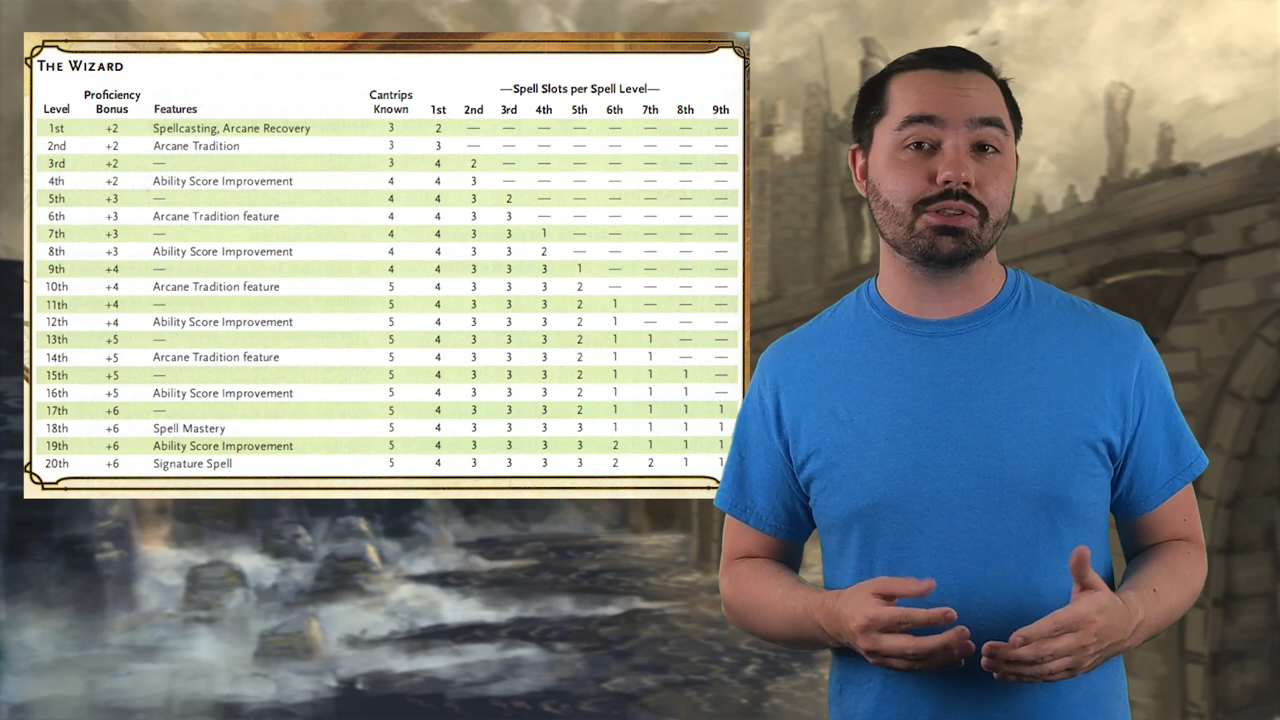 THE WIZARD
—Spell Slots per Spell Level—
Proficiency Cantrips
Level Bonus Features Known 1st 2nd 3rd 4th 5th 6th 7th 8th 9th
1st +2 Spellcasting, Arcane Recovery 3 2 — — — — — — — —
2nd +2 Arcane Tradition 3 3 — — — — — — — —
3rd +2 — 3 4 2 — — — — — — —
4th +2 Ability Score Improvement 4 4 3 — — — — — — —
5th +3 — 4 4 3 2 — — — — — —
6th +3 Arcane Tradition feature 4 4 3 3 — — — — — —
7th +3 — 4 4 3 3 1 — — — — —
8th +3 Ability Score Improvement 4 4 3 3 2 — — — — —
9th +4 — 4 4 3 3 3 1 — — — —
10th +4 Arcane Tradition feature 5 4 3 3 3 2 — — — —
11th +4 — 5 4 3 3 3 2 1 — — —
12th +4 Ability Score Improvement 5 4 3 3 3 2 1 — — —
13th +5 — 5 4 3 3 3 2 1 1 — —
14th +5 Arcane Tradition feature 5 4 3 3 3 2 1 1 — —
15th +5 — 5 4 3 3 3 2 1 1 1 —
16th +5 Ability Score Improvement 5 4 3 3 3 2 1 1 1 —
17th +6 — 5 4 3 3 3 2 1 1 1 1
18th +6 Spell Mastery 5 4 3 3 3 3 1 1 1 1
19th +6 Ability Score Improvement 5 4 3 3 3 3 2 1 1 1
20th +6 Signature Spell 5 4 3 3 3 3 2 2 1 1